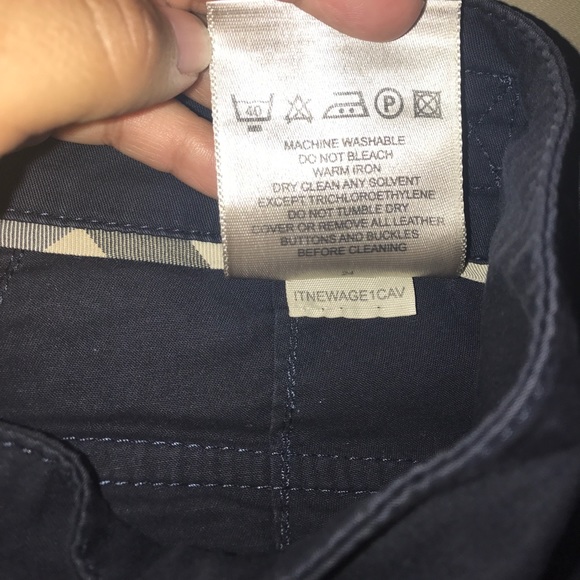 40
P
MACHINE WASHABLE
DO NOT BLEACH
WARM IRON
DRY CLEAN ANY SOLVENT
EXCEPT TRICHLOROETHYLENE
DO NOT TUMBLE DRY
COVER OR REMOVE ALL LEATHER
BUTTONS AND BUCKLES
BEFORE CLEANING
ITNEWAGE1CAV